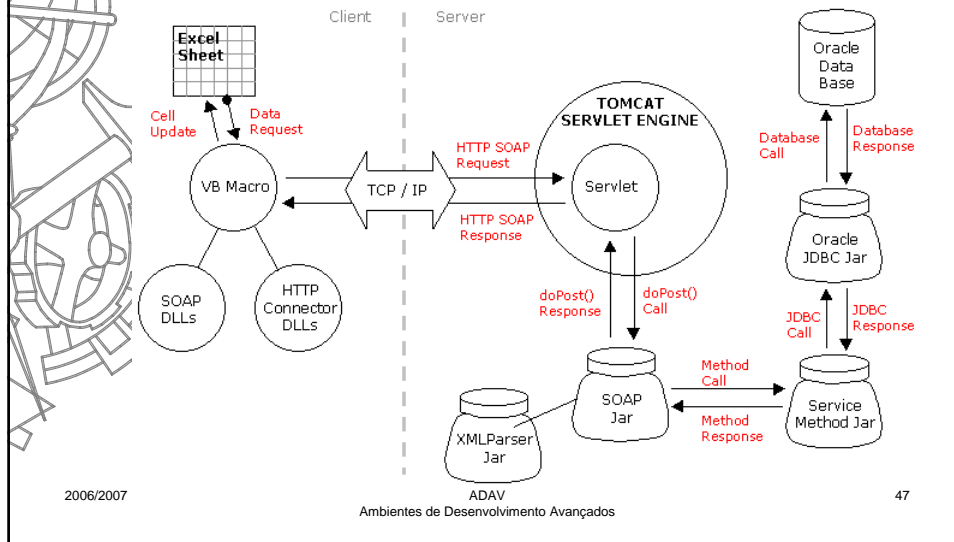 Client
Server
Excel
Sheet
Cell
Update
Data
Request
VB Macro
SOAP
DLLs
HTTP
Connector
DLLs
TCP / IP
HTTP SOAP
Request
HTTP SOAP
Response
TOMCAT
SERVLET ENGINE
Servlet
doPost()
Response
doPost()
Call
XMLParser
Jar
SOAP
Jar
Method
Call
Method
Response
Service
Method Jar
JDBC
Call
JDBC
Response
Oracle
JDBC Jar
Database
Call
Database
Response
Oracle
Data
Base
2006/2007
ADAV
Ambientes de Desenvolvimento Avançados
47